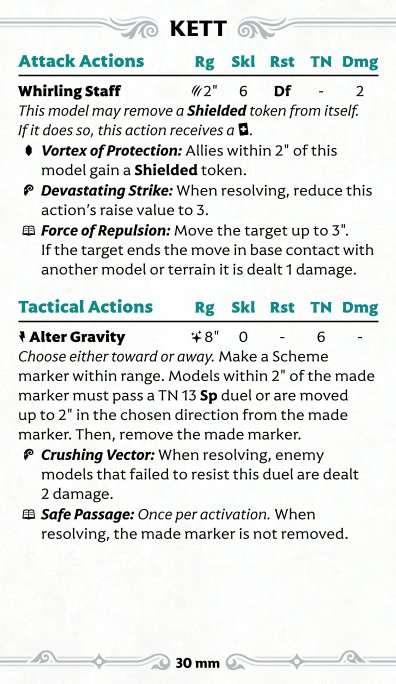 KETT
Attack Actions Rg Skl Rst TN Dmg
Whirling Staff 2" 6 Df - 2
This model may remove a Shielded token from itself.
If it does so, this action receives a .
Vortex of Protection: Allies within 2" of this
model gain a Shielded token.
Devastating Strike: When resolving, reduce this
action's raise value to 3.
Force of Repulsion: Move the target up to 3".
If the target ends the move in base contact with
another model or terrain it is dealt 1 damage.
Tactical Actions Rg Skl Rst TN Dmg
Alter Gravity 8" 0 - 6 -
Choose either toward or away. Make a Scheme
marker within range. Models within 2" of the made
marker must pass a TN 13 Sp duel or are moved
up to 2" in the chosen direction from the made
marker. Then, remove the made marker.
Crushing Vector: When resolving, enemy
models that failed to resist this duel are dealt
2 damage.
Safe Passage: Once per activation. When
resolving, the made marker is not removed.
30 mm